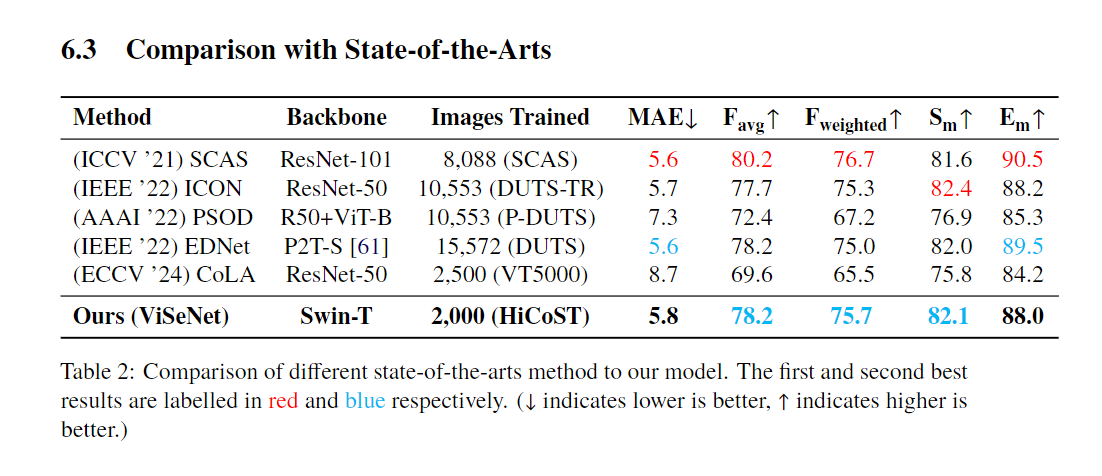 6.3 Comparison with State-of-the-Arts
Method Backbone Images Trained MAE↓ Favg↑ Fweighted↑ Sm↑ Em↑
(ICCV ’21) SCAS ResNet-101 8,088 (SCAS) 5.6 80.2 76.7 81.6 90.5
(IEEE ’22) ICON ResNet-50 10,553 (DUTS-TR) 5.7 77.7 75.3 82.4 88.2
(AAAI ’22) PSOD R50+ViT-B 10,553 (P-DUTS) 7.3 72.4 67.2 76.9 85.3
(IEEE ’22) EDNet P2T-S [61] 15,572 (DUTS) 5.6 78.2 75.0 82.0 89.5
(ECCV ’24) CoLA ResNet-50 2,500 (VT5000) 8.7 69.6 65.5 75.8 84.2
Ours (ViSeNet) Swin-T 2,000 (HiCoST) 5.8 78.2 75.7 82.1 88.0
Table 2: Comparison of different state-of-the-arts method to our model. The first and second best
results are labelled in red and blue respectively. (↓ indicates lower is better, ↑ indicates higher is
better.)